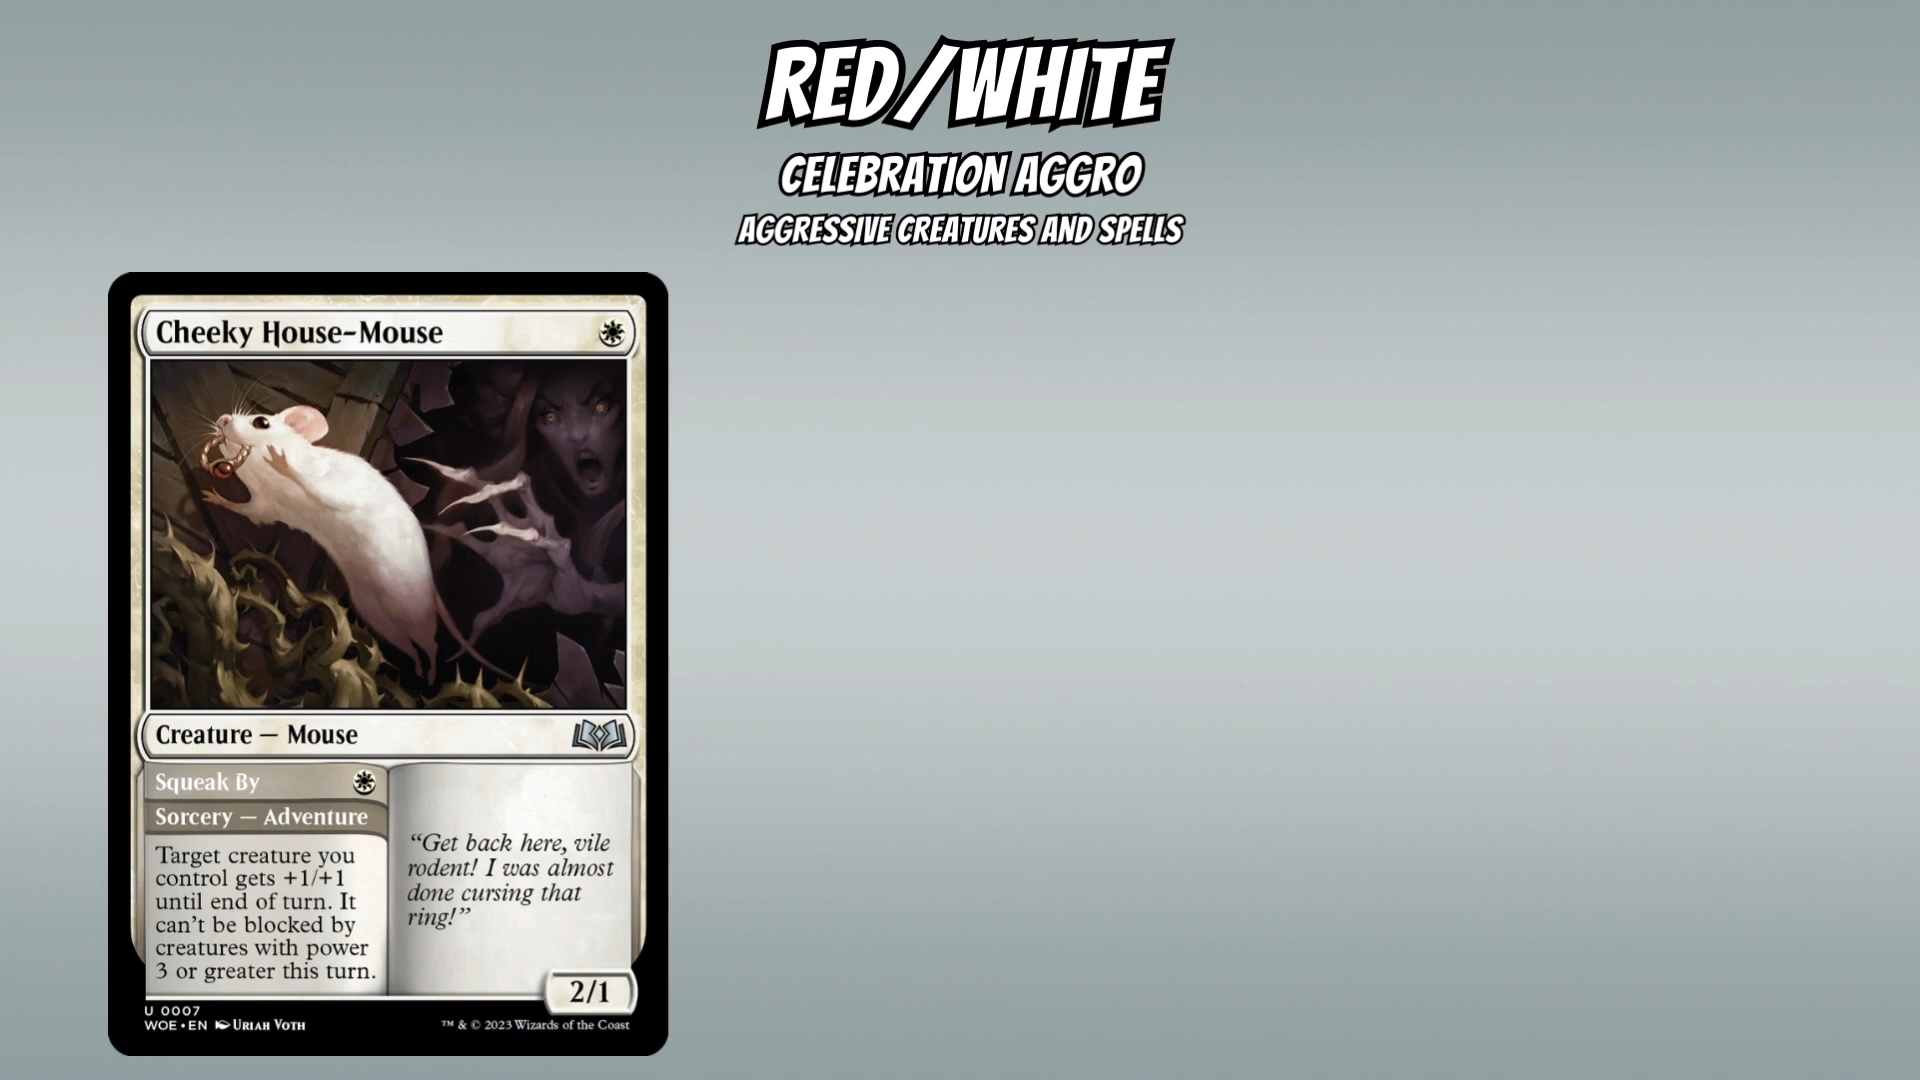 RED/WHITE
CELEBRATION AGGRO
AGGRESSIVE CREATURES AND SPELLS
Cheeky House-Mouse
Creature — Mouse
Squeak By
Sorcery — Adventure
Target creature you
control gets +1/+1
until end of turn. It
can't be blocked by
creatures with power
3 or greater this turn.
“Get back here, vile
rodent! I was almost
done cursing that
ring!”
2/1
U 0007
WOE • EN Uriah Voth
™ & © 2023 Wizards of the Coast